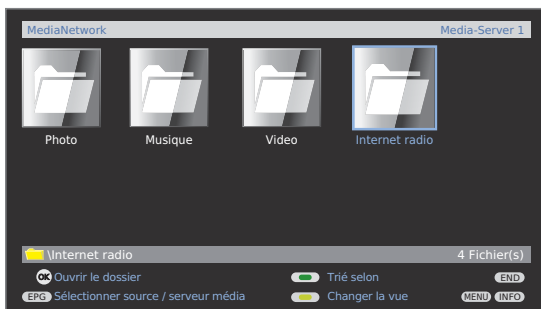 MediaNetwork Media-Server 1
Photo Musique Video Internet radio
\Internet radio 4 Fichier(s)
OK Ouvrir le dossier Trié selon END
EPG Sélectionner source / serveur média Changer la vue MENU INFO